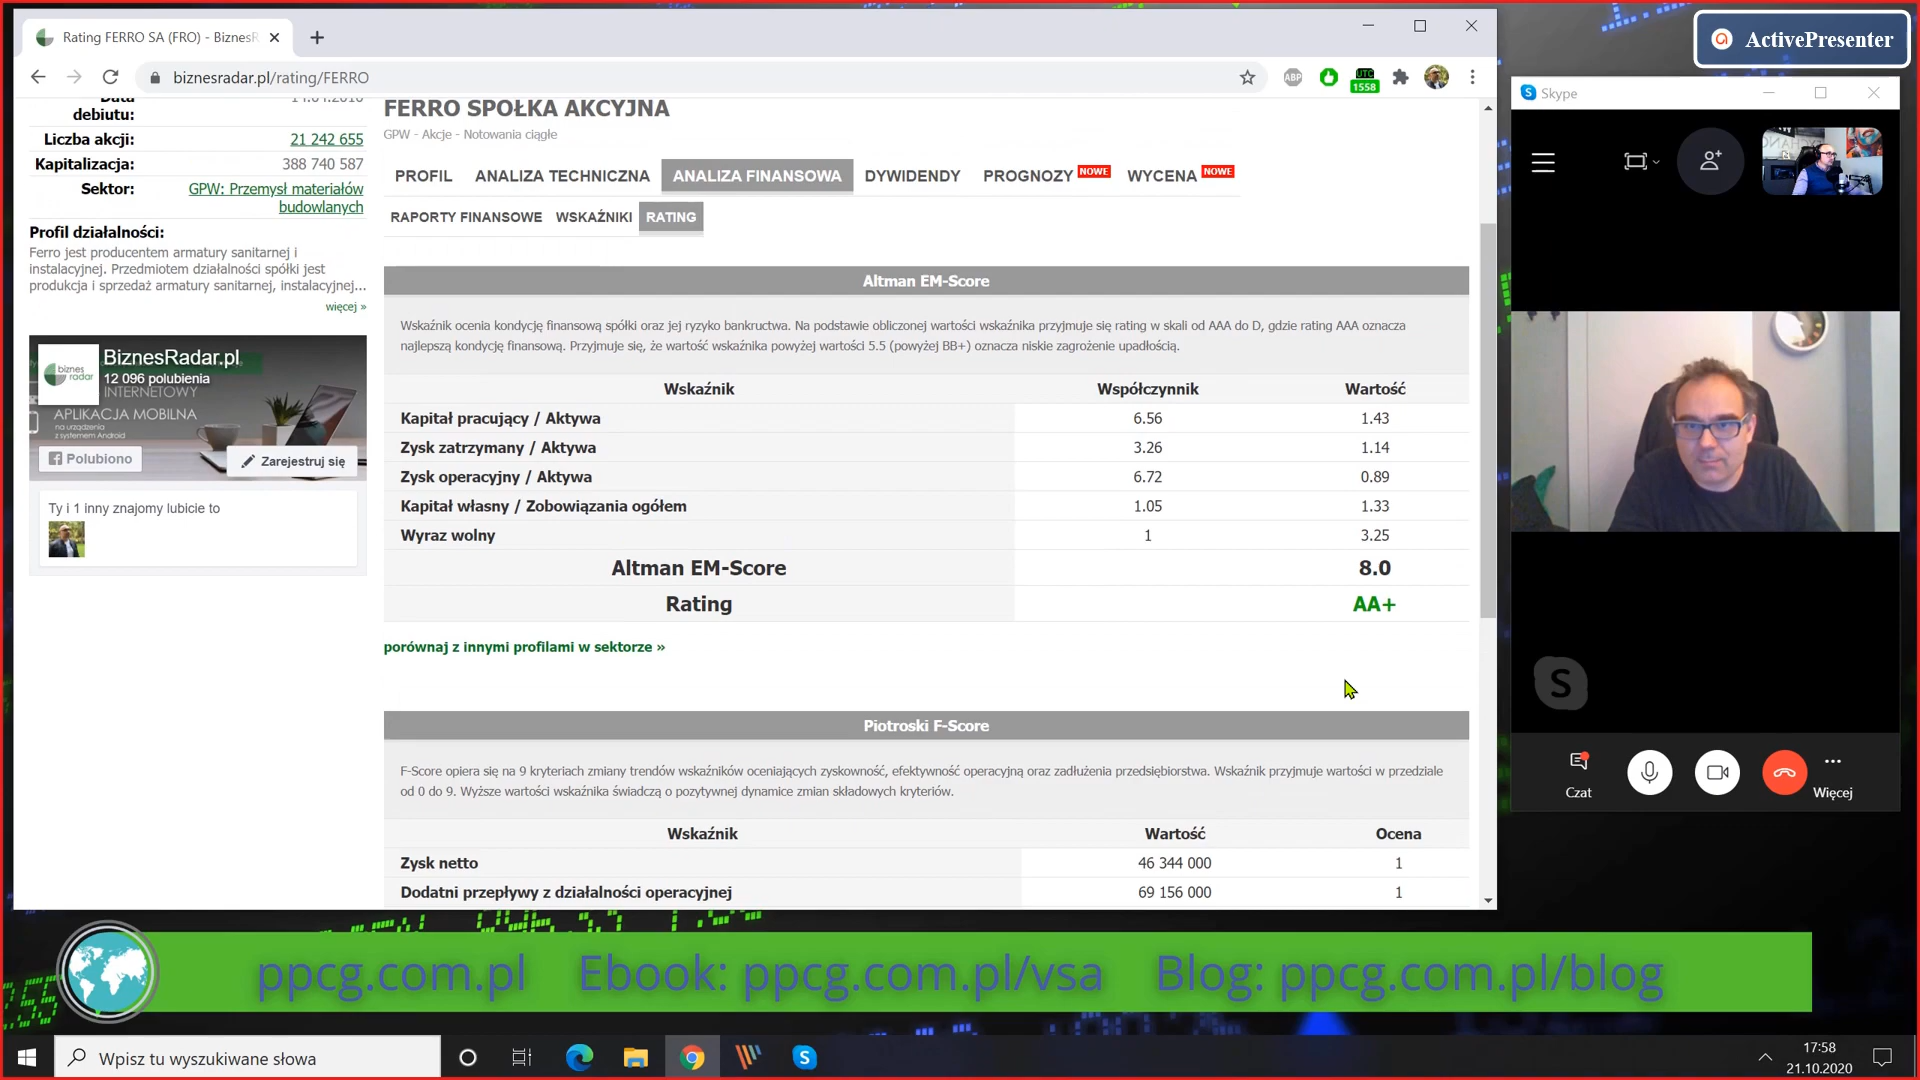 Rating FERRO SA (FRO) - BiznesR
ActivePresenter
biznesradar.pl/rating/FERRO
ABP
UTC
1558
Skype
Data
14.04.2010
debiutu:
Liczba akcji:
21 242 655
Kapitalizacja:
388 740 587
Sektor:
GPW: Przemysł materiałów
budowlanych
Profil działalności:
Ferro jest producentem armatury sanitarnej i
instalacyjnej. Przedmiotem działalności spółki jest
produkcja i sprzedaż armatury sanitarnej, instalacyjnej...
więcej »
biznes
radar
BiznesRadar.pl
12 096 polubienia
INTERNETOWY
APLIKACJA MOBILNA
na urządzenia
z systemem Android
Polubiono
Zarejestruj się
Ty i 1 inny znajomy lubicie to
FERRO SPÓŁKA AKCYJNA
GPW - Akcje - Notowania ciągłe
PROFIL
ANALIZA TECHNICZNA
ANALIZA FINANSOWA
DYWIDENDY
PROGNOZY
NOWE
WYCENA
NOWE
RAPORTY FINANSOWE
WSKAŹNIKI
RATING
Altman EM-Score
Wskaźnik ocenia kondycję finansową spółki oraz jej ryzyko bankructwa. Na podstawie obliczonej wartości wskaźnika przyjmuje się rating w skali od AAA do D, gdzie rating AAA oznacza
najlepszą kondycję finansową. Przyjmuje się, że wartość wskaźnika powyżej wartości 5.5 (powyżej BB+) oznacza niskie zagrożenie upadłością.
Wskaźnik Współczynnik Wartość
Kapitał pracujący / Aktywa 6.56 1.43
Zysk zatrzymany / Aktywa 3.26 1.14
Zysk operacyjny / Aktywa 6.72 0.89
Kapitał własny / Zobowiązania ogółem 1.05 1.33
Wyraz wolny 1 3.25
Altman EM-Score 8.0
Rating AA+
porównaj z innymi profilami w sektorze »
Piotroski F-Score
F-Score opiera się na 9 kryteriach zmiany trendów wskaźników oceniających zyskowność, efektywność operacyjną oraz zadłużenia przedsiębiorstwa. Wskaźnik przyjmuje wartości w przedziale
od 0 do 9. Wyższe wartości wskaźnika świadczą o pozytywnej dynamice zmian składowych kryteriów.
Wskaźnik Wartość Ocena
Zysk netto 46 344 000 1
Dodatni przepływy z działalności operacyjnej 69 156 000 1
Czat
Więcej
ppcg.com.pl Ebook: ppcg.com.pl/vsa Blog: ppcg.com.pl/blog
Wpisz tu wyszukiwane słowa
17:58
21.10.2020